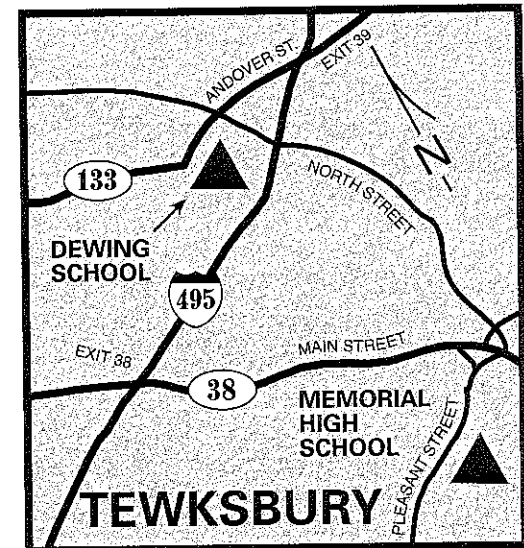 ANDOVER ST.
EXIT 39
133
NORTH STREET
N
DEWING
SCHOOL
495
EXIT 38
MAIN STREET
38
MEMORIAL
HIGH
SCHOOL
PLEASANT STREET
TEWKSBURY